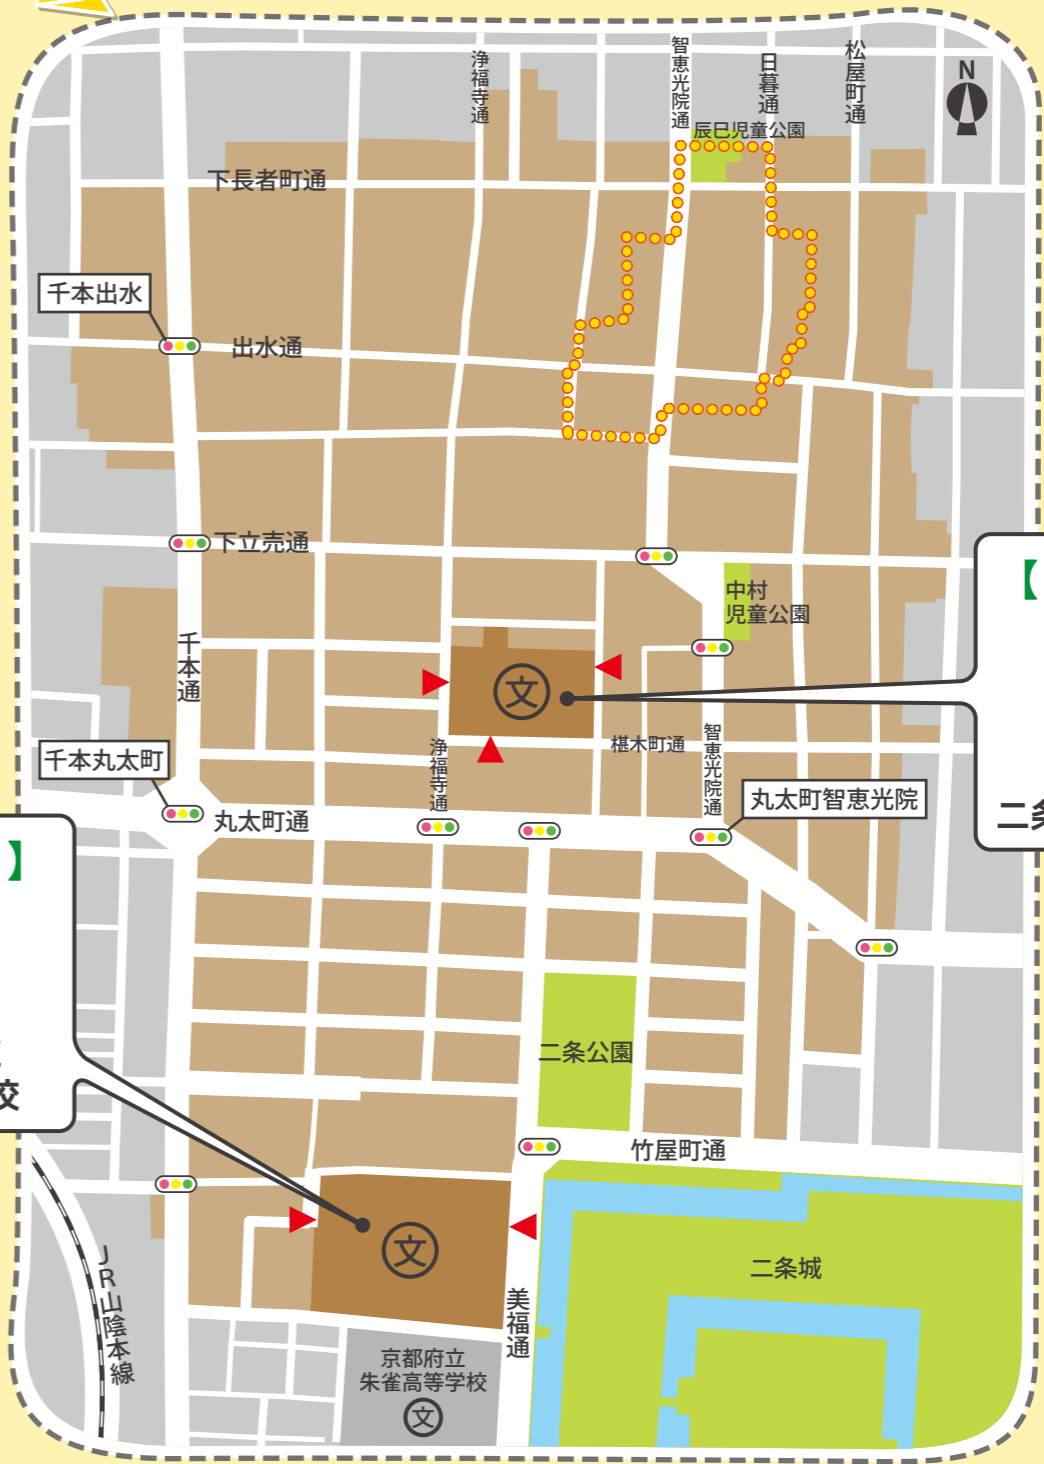 浄福寺通
智恵光院通
日暮通
松屋町通
N
辰巳児童公園
下長者町通
千本出水
出水通
下立売通
【
中村
児童公園
千本通
文
浄福寺通
椹木町通
智恵光院通
千本丸太町
丸太町智恵光院
丸太町通
二条
】
二条公園
校
竹屋町通
文
二条城
JR山陰本線
美福通
京都府立
朱雀高等学校
文